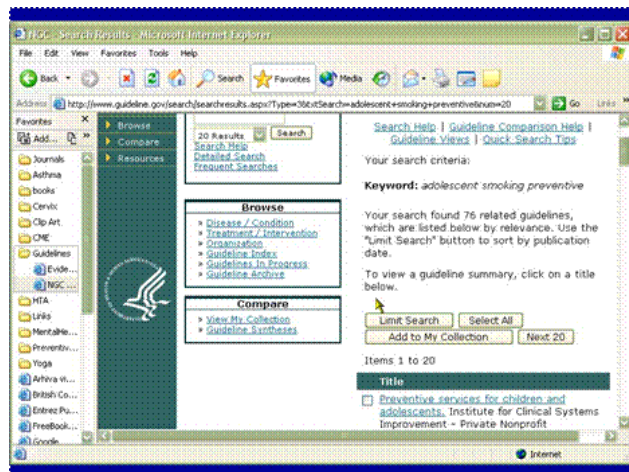 NGC - Search Results - Microsoft Internet Explorer
File Edit View Favorites Tools Help
Back Search Favorites Media
Address http://www.guideline.gov/search/searchresults.aspx?Type=3&txtSearch=adolescent+smoking+preventive&num=20 Go Links »
Favorites ×
Add... »
Journals
Asthma
books
Cervix
Clip Art
CME
Guidelines
Evide...
NGC ...
HTA
Links
MentalHe...
Preventiv...
Yoga
Arhiva vi...
British Co...
Entrez Pu...
FreeBook...
Google
Browse
Compare
Resources
20 Results Search
Search Help
Detailed Search
Frequent Searches
Browse
» Disease / Condition
» Treatment / Intervention
» Organization
» Guideline Index
» Guidelines In Progress
» Guideline Archive
Compare
» View My Collection
» Guideline Syntheses
Search Help | Guideline Comparison Help |
Guideline Views | Quick Search Tips
Your search criteria:
Keyword: adolescent smoking preventive
Your search found 76 related guidelines,
which are listed below by relevance. Use the
"Limit Search" button to sort by publication
date.
To view a guideline summary, click on a title
below.
Limit Search Select All
Add to My Collection Next 20
Items 1 to 20
Title
Preventive services for children and
adolescents. Institute for Clinical Systems
Improvement - Private Nonprofit
Internet